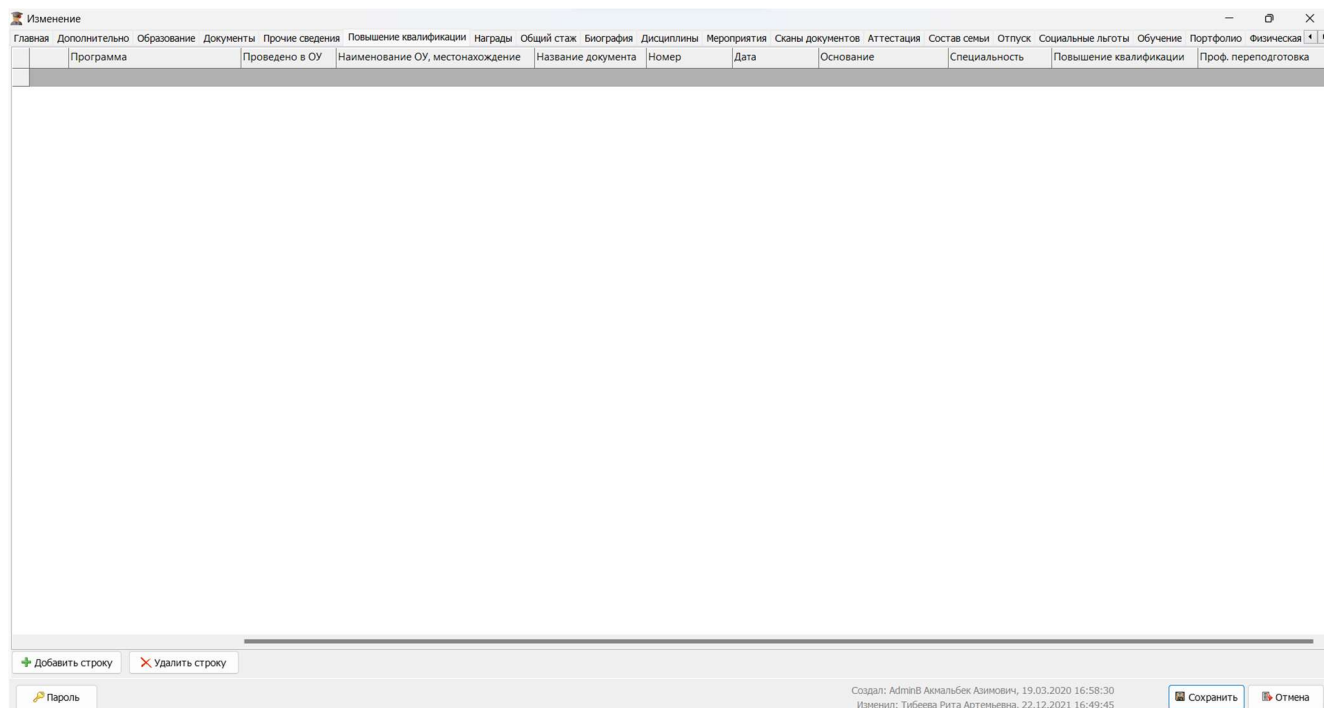 Изменение
Главная Дополнительно Образование Документы Прочие сведения Повышение квалификации Награды Общий стаж Биография Дисциплины Мероприятия Сканы документов Аттестация Состав семьи Отпуск Социальные льготы Обучение Портфолио Физическая
Программа Проведено в ОУ Наименование ОУ, местонахождение Название документа Номер Дата Основание Специальность Повышение квалификации Проф. переподготовка
Добавить строку Удалить строку
Создал: AdminB Акмальбек Азимович, 19.03.2020 16:58:30
Пароль Сохранить Отмена
Изменил: Тибеева Рита Артемьевна, 22.12.2021 16:49:45